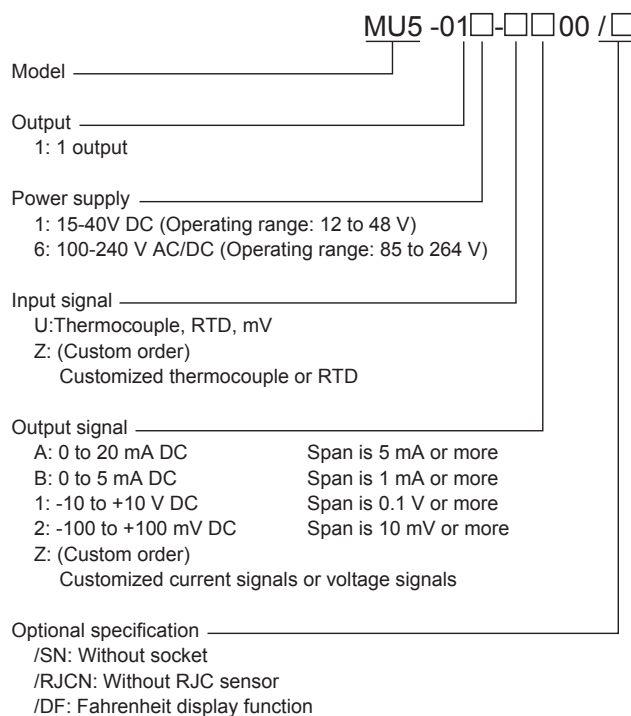 MU5 -01□-□□00 /□
Model
Output
1: 1 output
Power supply
1: 15-40V DC (Operating range: 12 to 48 V)
6: 100-240 V AC/DC (Operating range: 85 to 264 V)
Input signal
U:Thermocouple, RTD, mV
Z: (Custom order)
Customized thermocouple or RTD
Output signal
A: 0 to 20 mA DC Span is 5 mA or more
B: 0 to 5 mA DC Span is 1 mA or more
1: -10 to +10 V DC Span is 0.1 V or more
2: -100 to +100 mV DC Span is 10 mV or more
Z: (Custom order)
Customized current signals or voltage signals
Optional specification
/SN: Without socket
/RJCN: Without RJC sensor
/DF: Fahrenheit display function